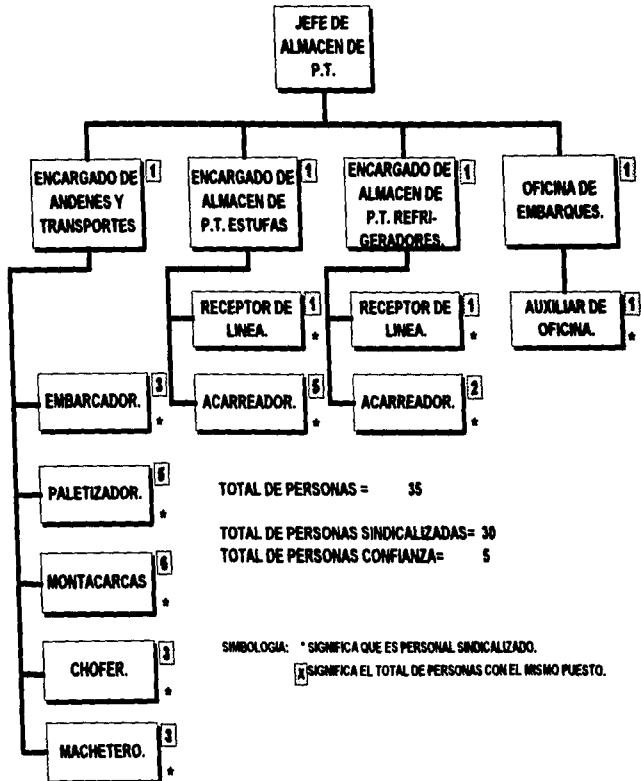 JEFE DE
ALMACEN DE
P.T.
ENCARGADO DE
ANDENES Y
TRANSPORTES
1
ENCARGADO DE
ALMACEN DE
P.T. ESTUFAS
1
ENCARGADO DE
ALMACEN DE
P.T. REFRI-
GERADORES.
1
OFICINA DE
EMBARQUES.
1
RECEPTOR DE
LINEA.
1
*
RECEPTOR DE
LINEA.
1
*
AUXILIAR DE
OFICINA.
1
*
EMBARCADOR.
3
*
ACARREADOR.
5
*
ACARREADOR.
2
*
PALETIZADOR.
5
*
TOTAL DE PERSONAS = 35
TOTAL DE PERSONAS SINDICALIZADAS= 30
TOTAL DE PERSONAS CONFIANZA= 5
MONTACARCAS
6
*
SIMBOLOGIA: * SIGNIFICA QUE ES PERSONAL SINDICALIZADO.
X SIGNIFICA EL TOTAL DE PERSONAS CON EL MISMO PUESTO.
CHOFER.
3
*
MACHETERO.
3
*